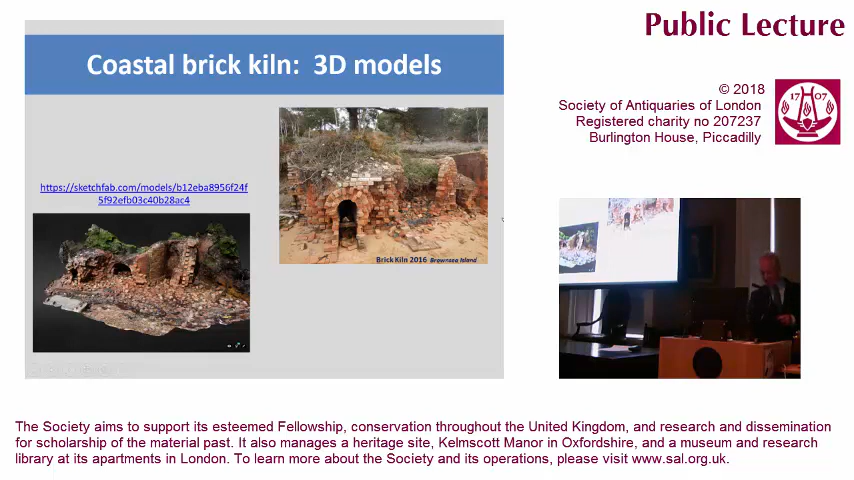 Public Lecture
Coastal brick kiln:  3D models
© 2018
Society of Antiquaries of London
Registered charity no 207237
Burlington House, Piccadilly
17 07
https://sketchfab.com/models/b12eba8956f24f
5f92efb03c40b28ac4
Brick Kiln 2016 Brownsea Island
The Society aims to support its esteemed Fellowship, conservation throughout the United Kingdom, and research and dissemination
for scholarship of the material past. It also manages a heritage site, Kelmscott Manor in Oxfordshire, and a museum and research
library at its apartments in London. To learn more about the Society and its operations, please visit www.sal.org.uk.